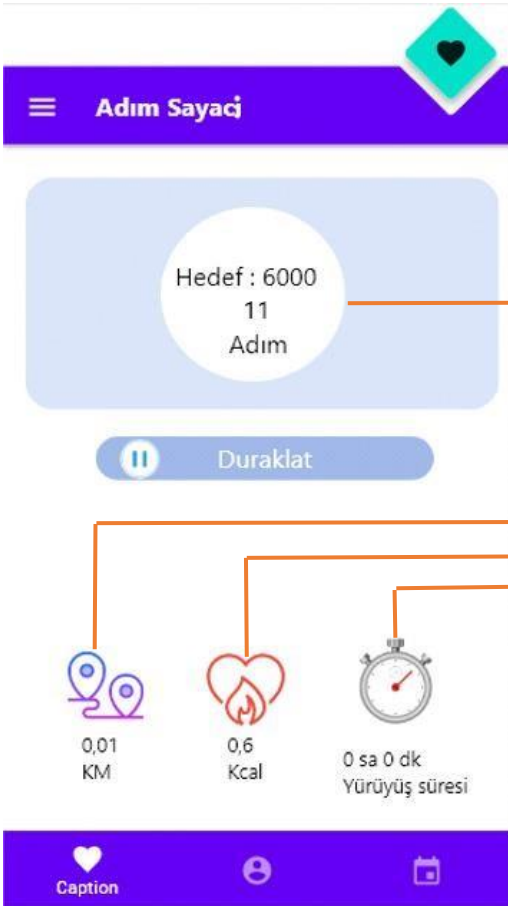 Adım Sayaci
Hedef : 6000
11
Adım
Duraklat
0,01
KM
0,6
Kcal
0 sa 0 dk
Yürüyüş süresi
Caption